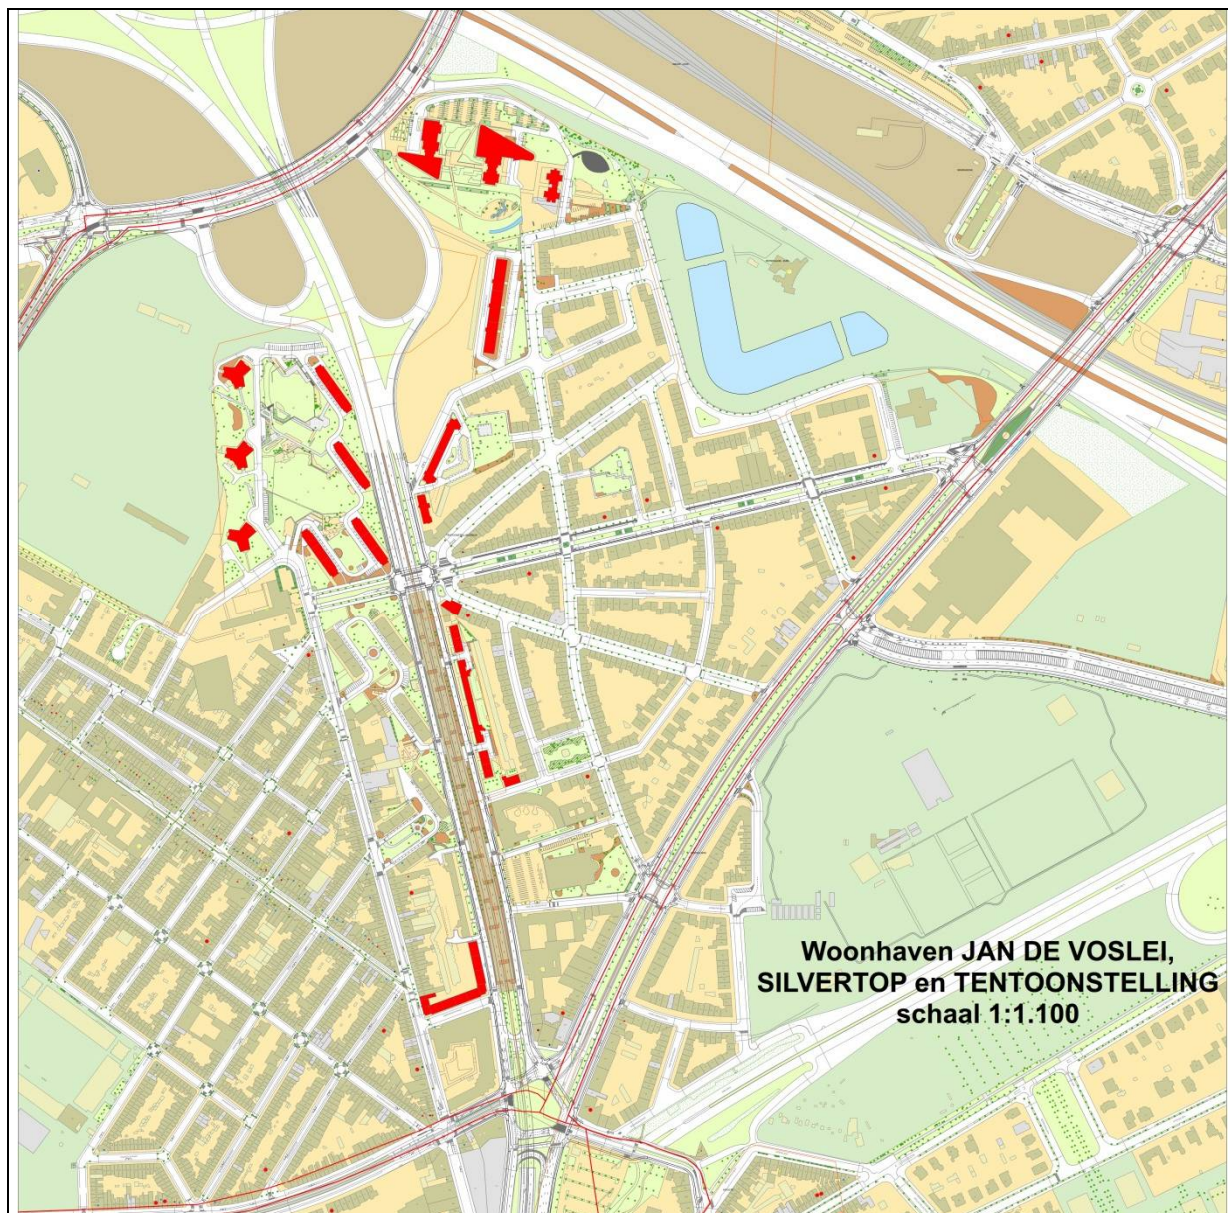 Woonhaven JAN DE VOSLEI,
SILVERTOP en TENTOONSTELLING
schaal 1:1.100